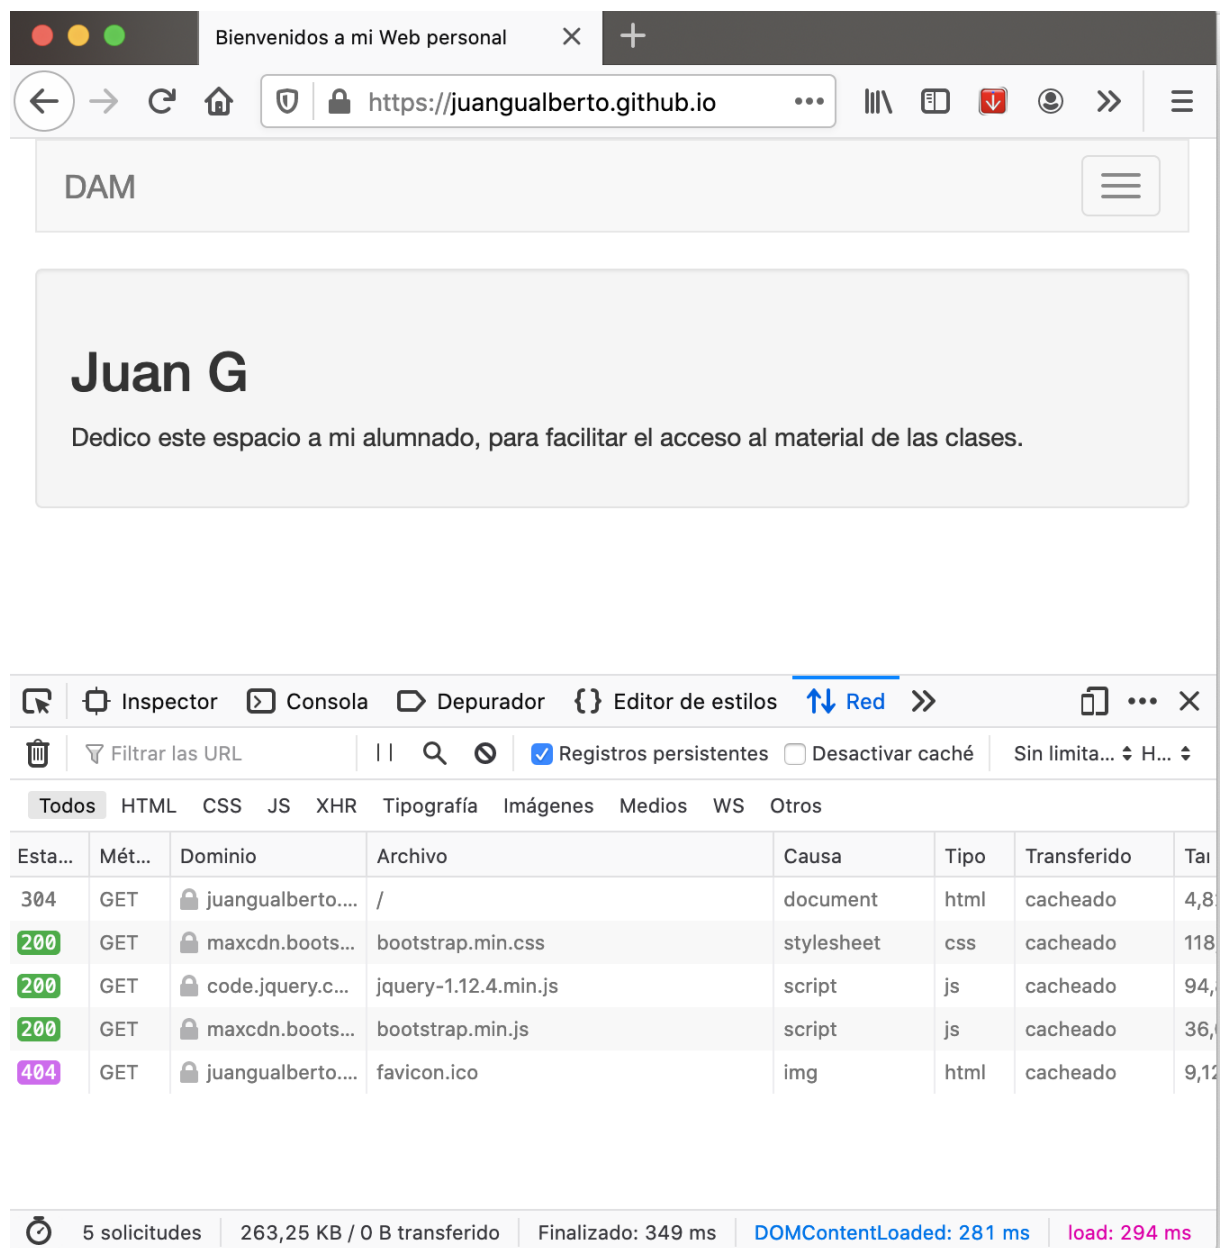 Bienvenidos a mi Web personal
https://juangualberto.github.io
DAM
Juan G
Dedico este espacio a mi alumnado, para facilitar el acceso al material de las clases.
Inspector Consola Depurador Editor de estilos Red
Filtrar las URL Registros persistentes Desactivar caché Sin limita... H...
Todos HTML CSS JS XHR Tipografía Imágenes Medios WS Otros
Esta... Mét... Dominio Archivo Causa Tipo Transferido
304 GET juangualberto.... / document html cacheado 4,8
200 GET maxcdn.boots... bootstrap.min.css stylesheet css cacheado 118,
200 GET code.jquery.c... jquery-1.12.4.min.js script js cacheado 94,
200 GET maxcdn.boots... bootstrap.min.js script js cacheado 36,
404 GET juangualberto.... favicon.ico img html cacheado 9,12
5 solicitudes 263,25 KB / 0 B transferido Finalizado: 349 ms DOMContentLoaded: 281 ms load: 294 ms